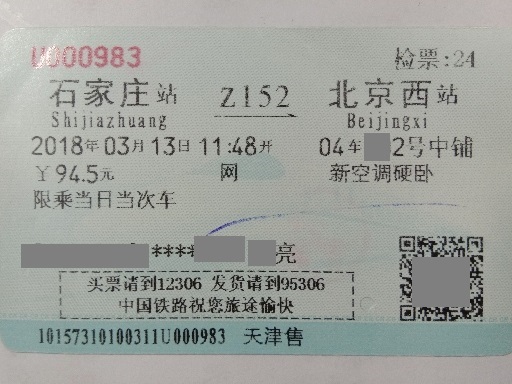 U000983 检票:24
石家庄站 Z152 北京西站
Shijiazhuang Beijingxi
2018年03月13日11:48开 04车 2号中铺
￥94.5元 网 新空调硬卧
限乘当日当次车
**** 亮
买票请到12306 发货请到95306
中国铁路祝您旅途愉快
10157310100311U000983 天津售